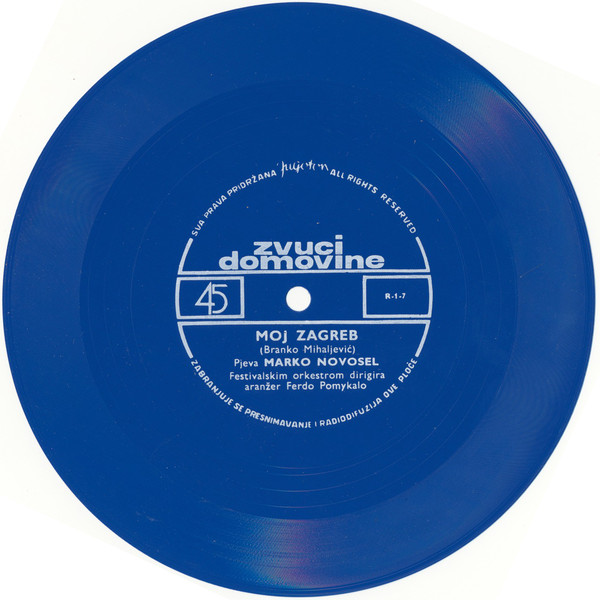 SVA PRAVA PRIDRŽANA jugoton ALL RIGHTS RESERVED
zvuci
domovine
45
R-1-7
MOJ ZAGREB
(Branko Mihaljević)
Pjeva MARKO NOVOSEL
Festivalskim orkestrom dirigira
aranžer Ferdo Pomykalo
ZABRANJUJE SE PRESNIMAVANJE I RADIODIFUZIJA OVE PLOČE